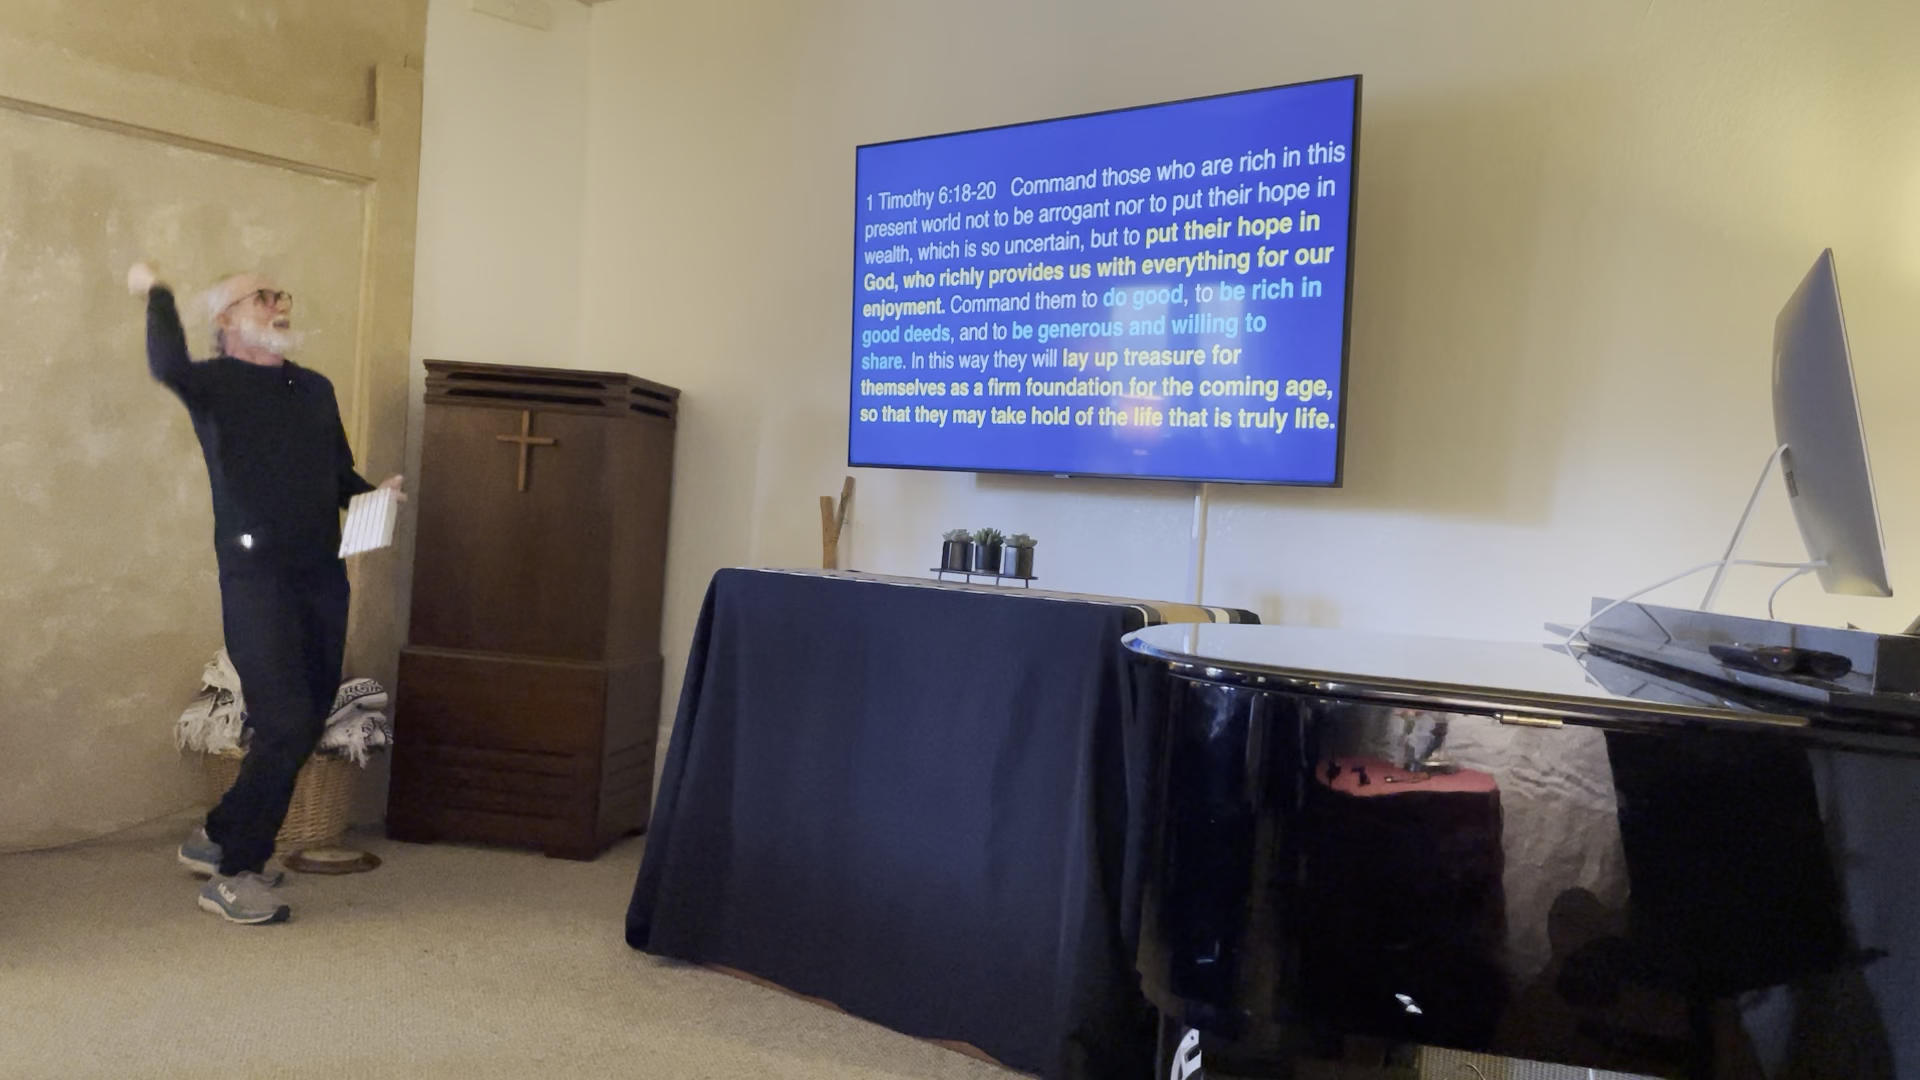 1 Timothy 6:18-20 Command those who are rich in this
present world not to be arrogant nor to put their hope in
wealth, which is so uncertain, but to put their hope in
God, who richly provides us with everything for our
enjoyment. Command them to do good, to be rich in
good deeds, and to be generous and willing to
share. In this way they will lay up treasure for
themselves as a firm foundation for the coming age,
so that they may take hold of the life that is truly life.